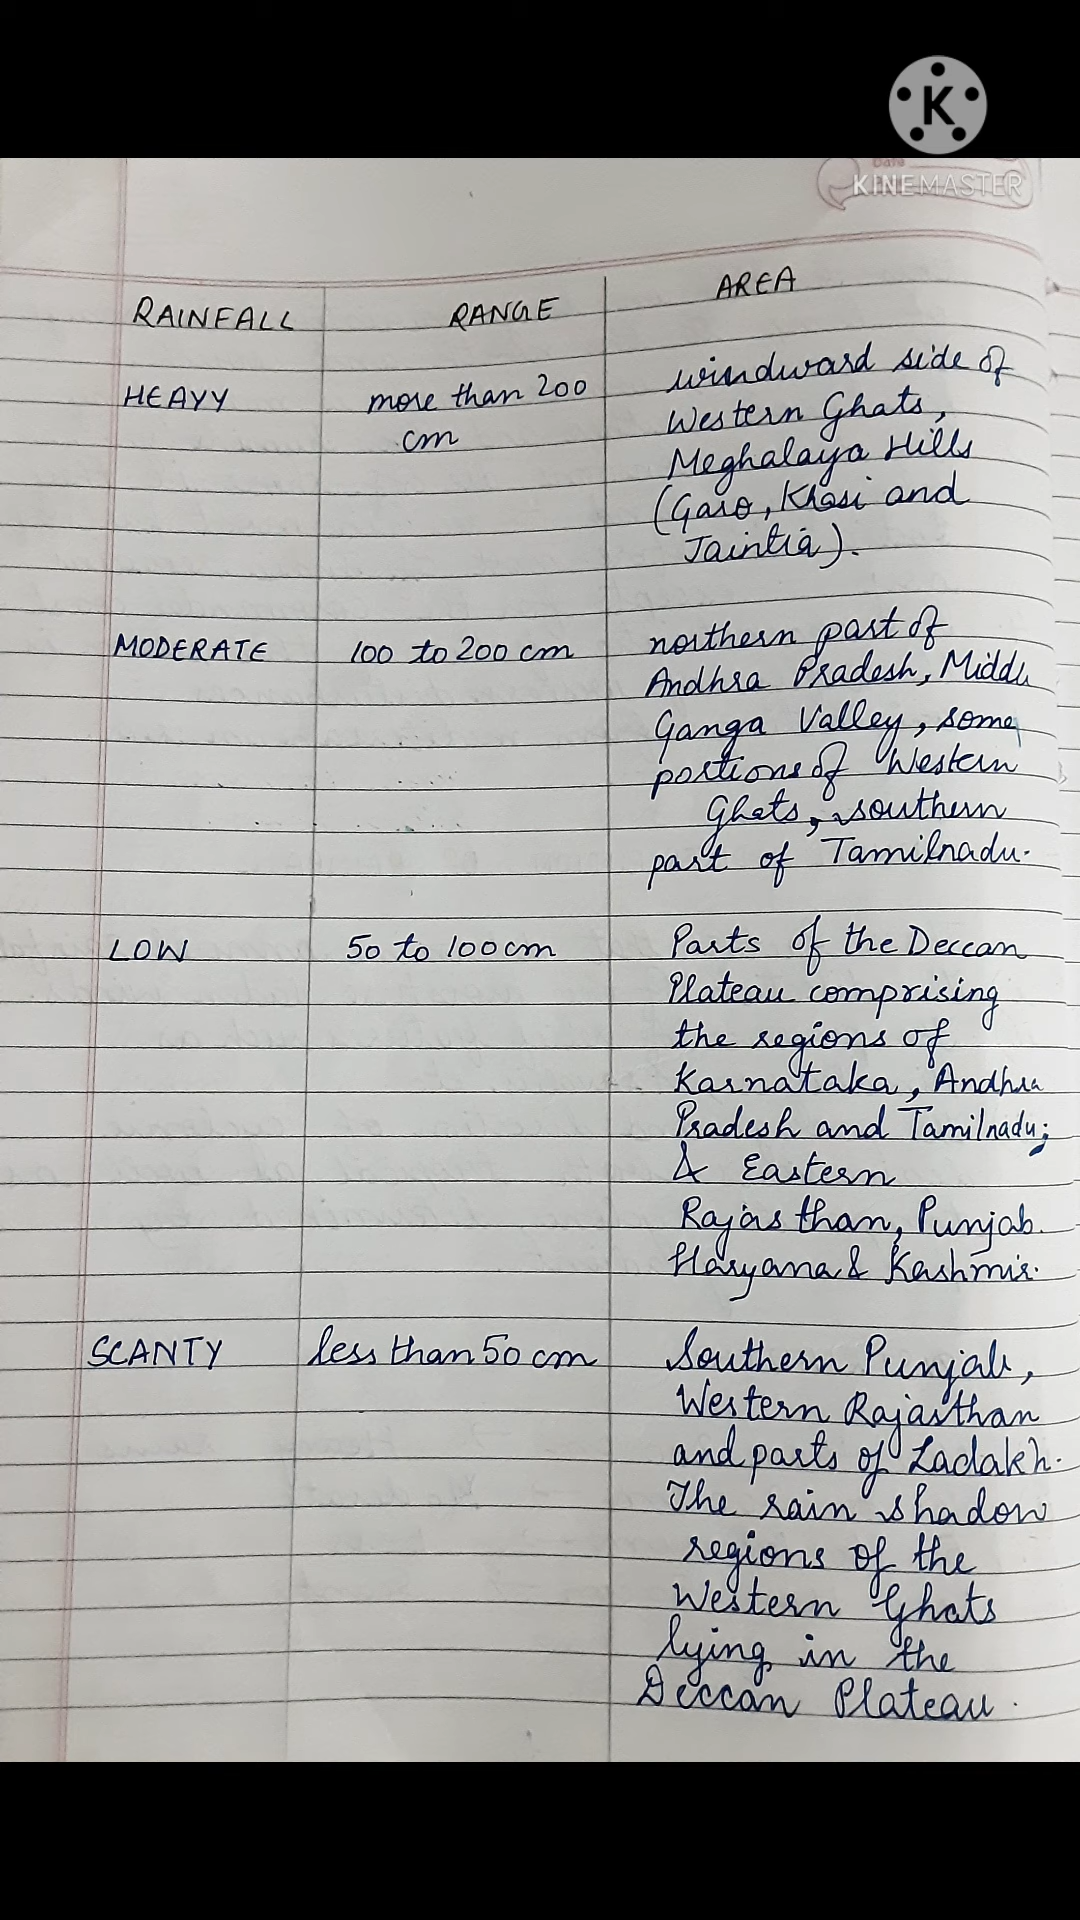 K
Date
KINEMASTER
RAINFALL RANGE AREA
HEAVY more than 200 cm windward side of
Western Ghats,
Meghalaya Hills
(Garo, Khasi and
Jaintia).
MODERATE 100 to 200 cm northern part of
Andhra Pradesh, Middle
Ganga Valley, some
portions of Western
Ghats, southern
part of Tamilnadu.
LOW 50 to 100 cm Parts of the Deccan
Plateau comprising
the regions of
Karnataka, Andhra
Pradesh and Tamilnadu;
& Eastern
Rajasthan, Punjab.
Haryana & Kashmir.
SCANTY less than 50 cm Southern Punjab,
Western Rajasthan
and parts of Ladakh.
The rain shadow
regions of the
Western Ghats
lying in the
Deccan Plateau.